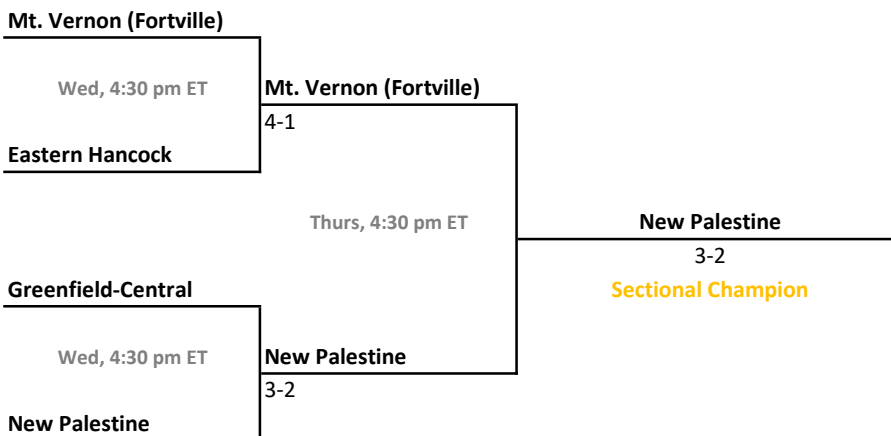 Mt. Vernon (Fortville)
Wed, 4:30 pm ET
Mt. Vernon (Fortville)
4-1
Eastern Hancock
Thurs, 4:30 pm ET
New Palestine
3-2
Sectional Champion
Greenfield-Central
Wed, 4:30 pm ET
New Palestine
3-2
New Palestine